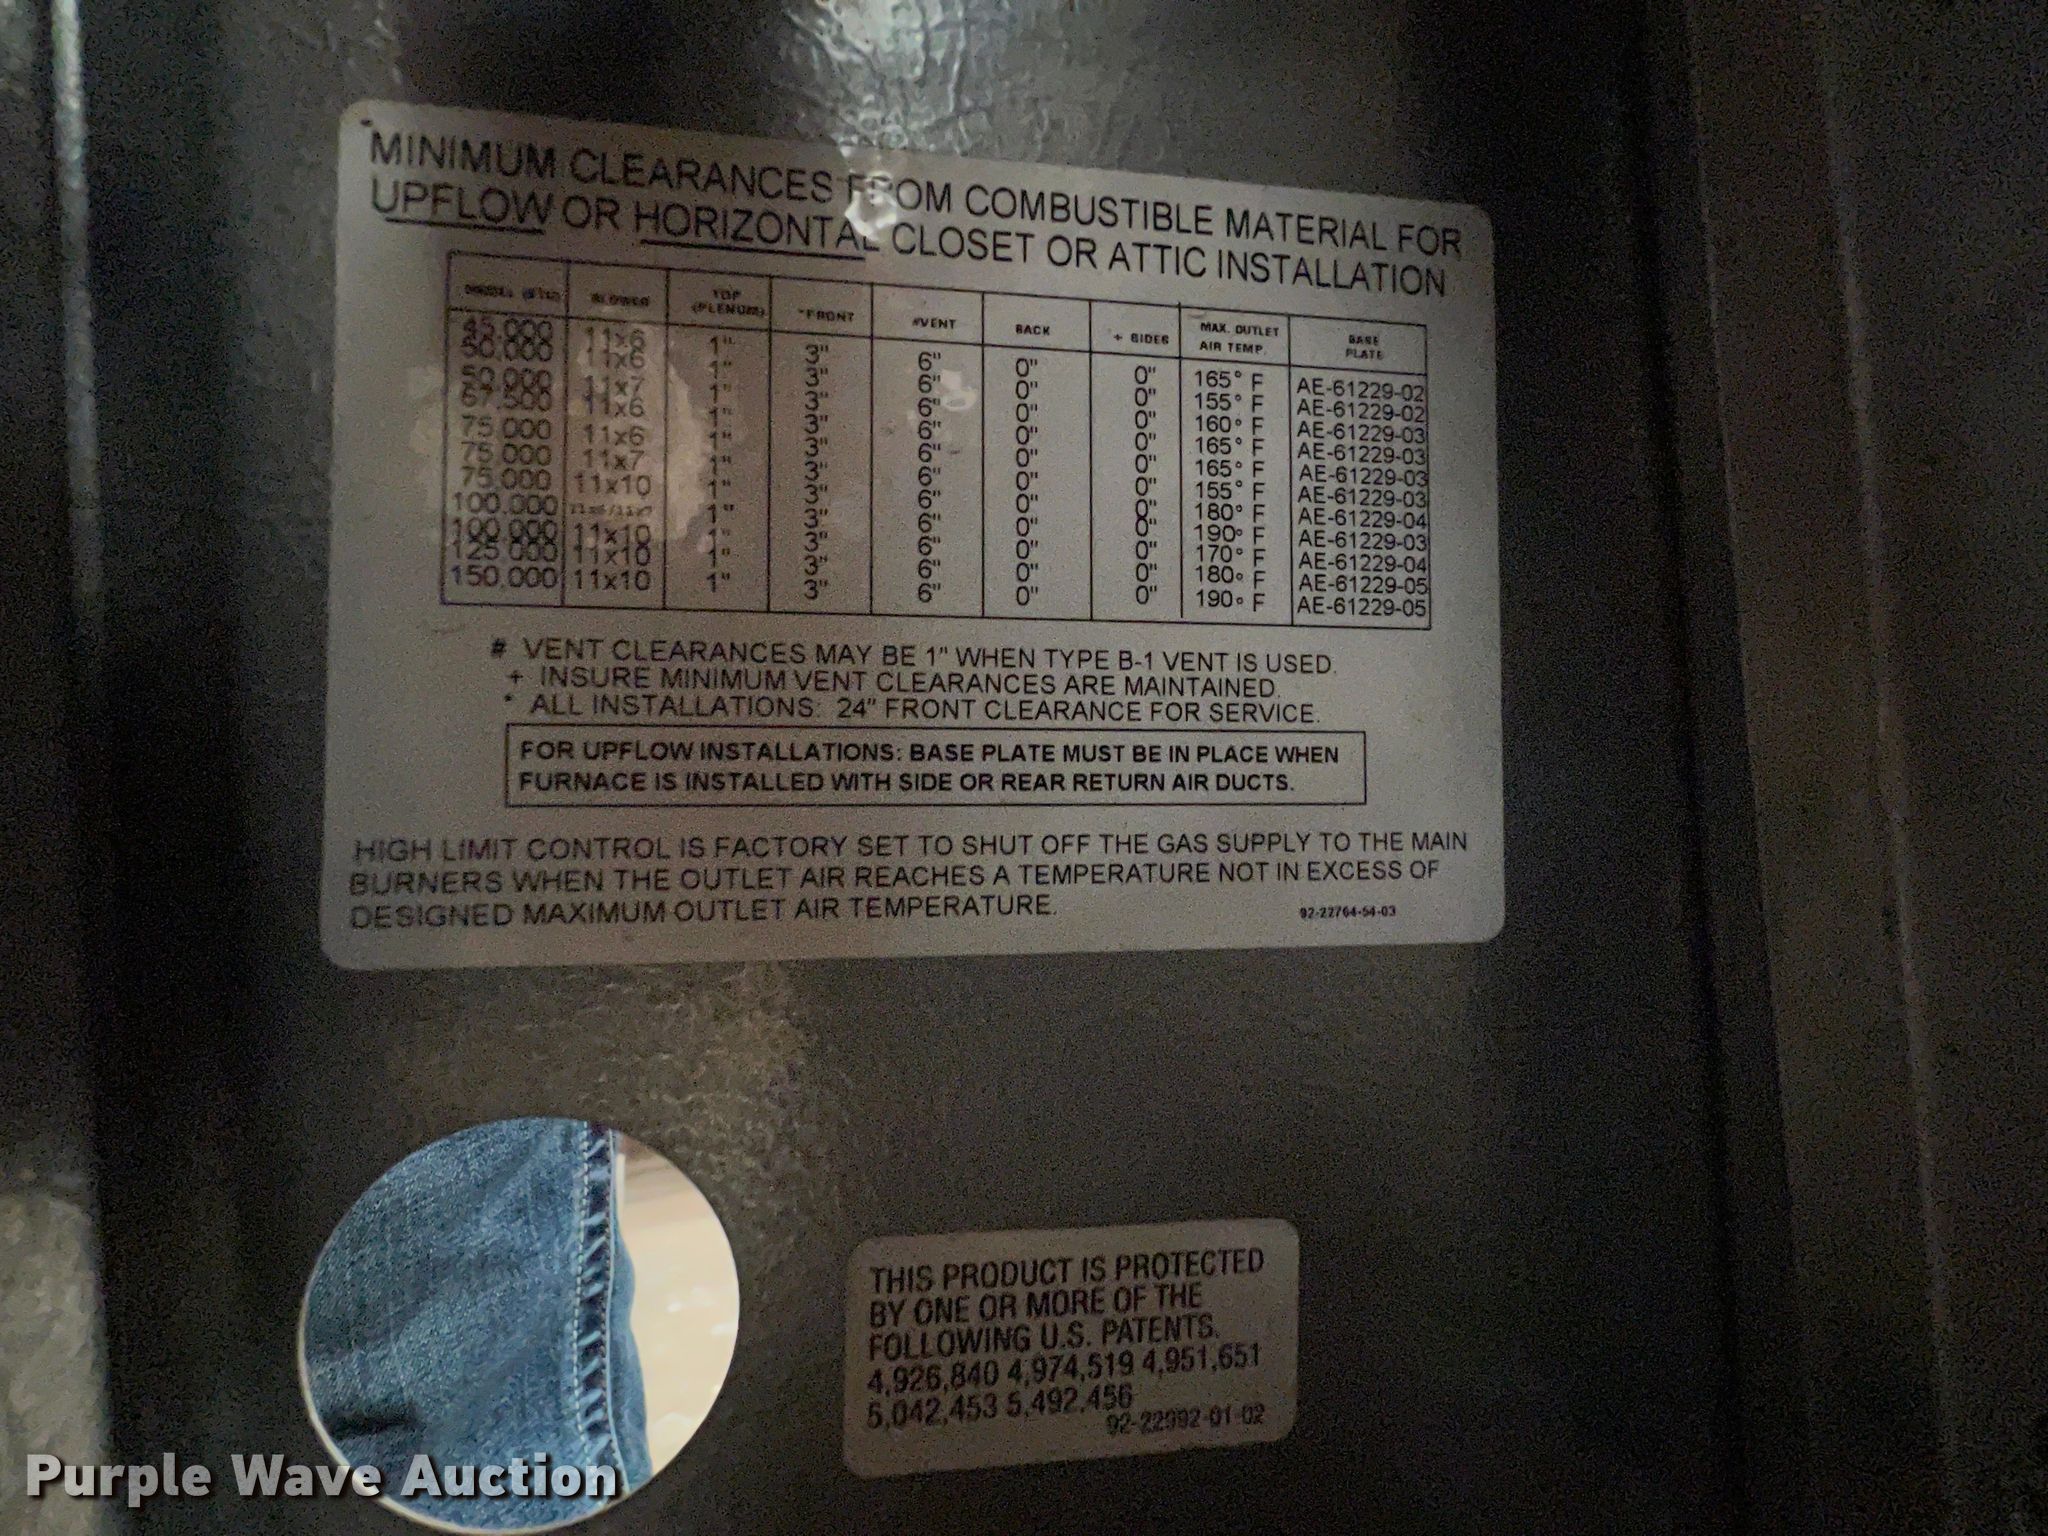 MINIMUM CLEARANCES FROM COMBUSTIBLE MATERIAL FOR
UPFLOW OR HORIZONTAL CLOSET OR ATTIC INSTALLATION
MODEL (BTU) BLOWER TOP (PLENUM) *FRONT #VENT BACK + SIDES MAX. OUTLET AIR TEMP. BASE PLATE
45,000 11x6 1" 3" 6" 0" 0" 165° F AE-61229-02
50,000 11x6 1" 3" 6" 0" 0" 155° F AE-61229-02
50,000 11x7 1" 3" 6" 0" 0" 160° F AE-61229-03
67,500 11x6 1" 3" 6" 0" 0" 165° F AE-61229-03
75,000 11x6 1" 3" 6" 0" 0" 165° F AE-61229-03
75,000 11x7 1" 3" 6" 0" 0" 155° F AE-61229-03
75,000 11x10 1" 3" 6" 0" 0" 180° F AE-61229-04
100,000 1" 3" 6" 0" 0" 190° F AE-61229-03
100,000 11x10 1" 3" 6" 0" 0" 170° F AE-61229-04
125,000 11x10 1" 3" 6" 0" 0" 180° F AE-61229-05
150,000 11x10 1" 3" 6" 0" 0" 190° F AE-61229-05
# VENT CLEARANCES MAY BE 1" WHEN TYPE B-1 VENT IS USED.
+ INSURE MINIMUM VENT CLEARANCES ARE MAINTAINED.
* ALL INSTALLATIONS: 24" FRONT CLEARANCE FOR SERVICE.
FOR UPFLOW INSTALLATIONS: BASE PLATE MUST BE IN PLACE WHEN
FURNACE IS INSTALLED WITH SIDE OR REAR RETURN AIR DUCTS.
HIGH LIMIT CONTROL IS FACTORY SET TO SHUT OFF THE GAS SUPPLY TO THE MAIN
BURNERS WHEN THE OUTLET AIR REACHES A TEMPERATURE NOT IN EXCESS OF
DESIGNED MAXIMUM OUTLET AIR TEMPERATURE.
92-22764-54-03
THIS PRODUCT IS PROTECTED
BY ONE OR MORE OF THE
FOLLOWING U.S. PATENTS.
4,926,840 4,974,519 4,951,651
5,042,453 5,492,456
92-22992-01-02
Purple Wave Auction